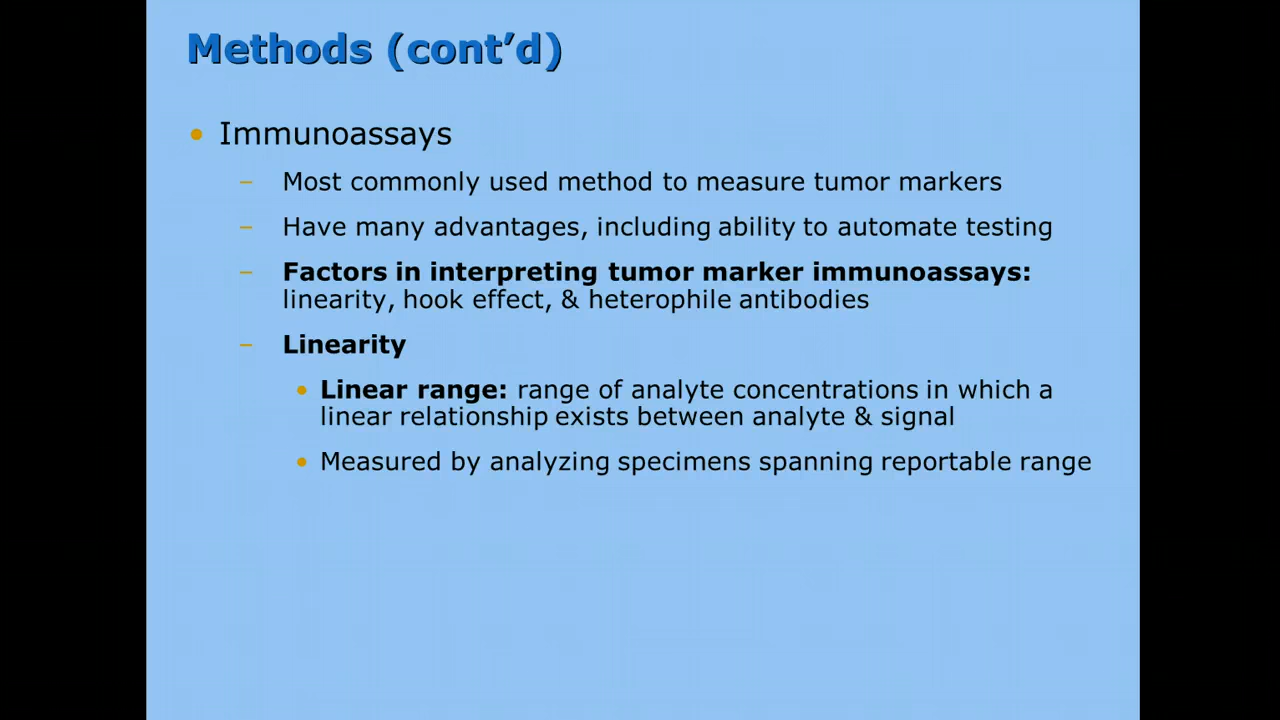 Methods (cont’d)
• Immunoassays
– Most commonly used method to measure tumor markers
– Have many advantages, including ability to automate testing
– Factors in interpreting tumor marker immunoassays:
linearity, hook effect, & heterophile antibodies
– Linearity
• Linear range: range of analyte concentrations in which a
linear relationship exists between analyte & signal
• Measured by analyzing specimens spanning reportable range